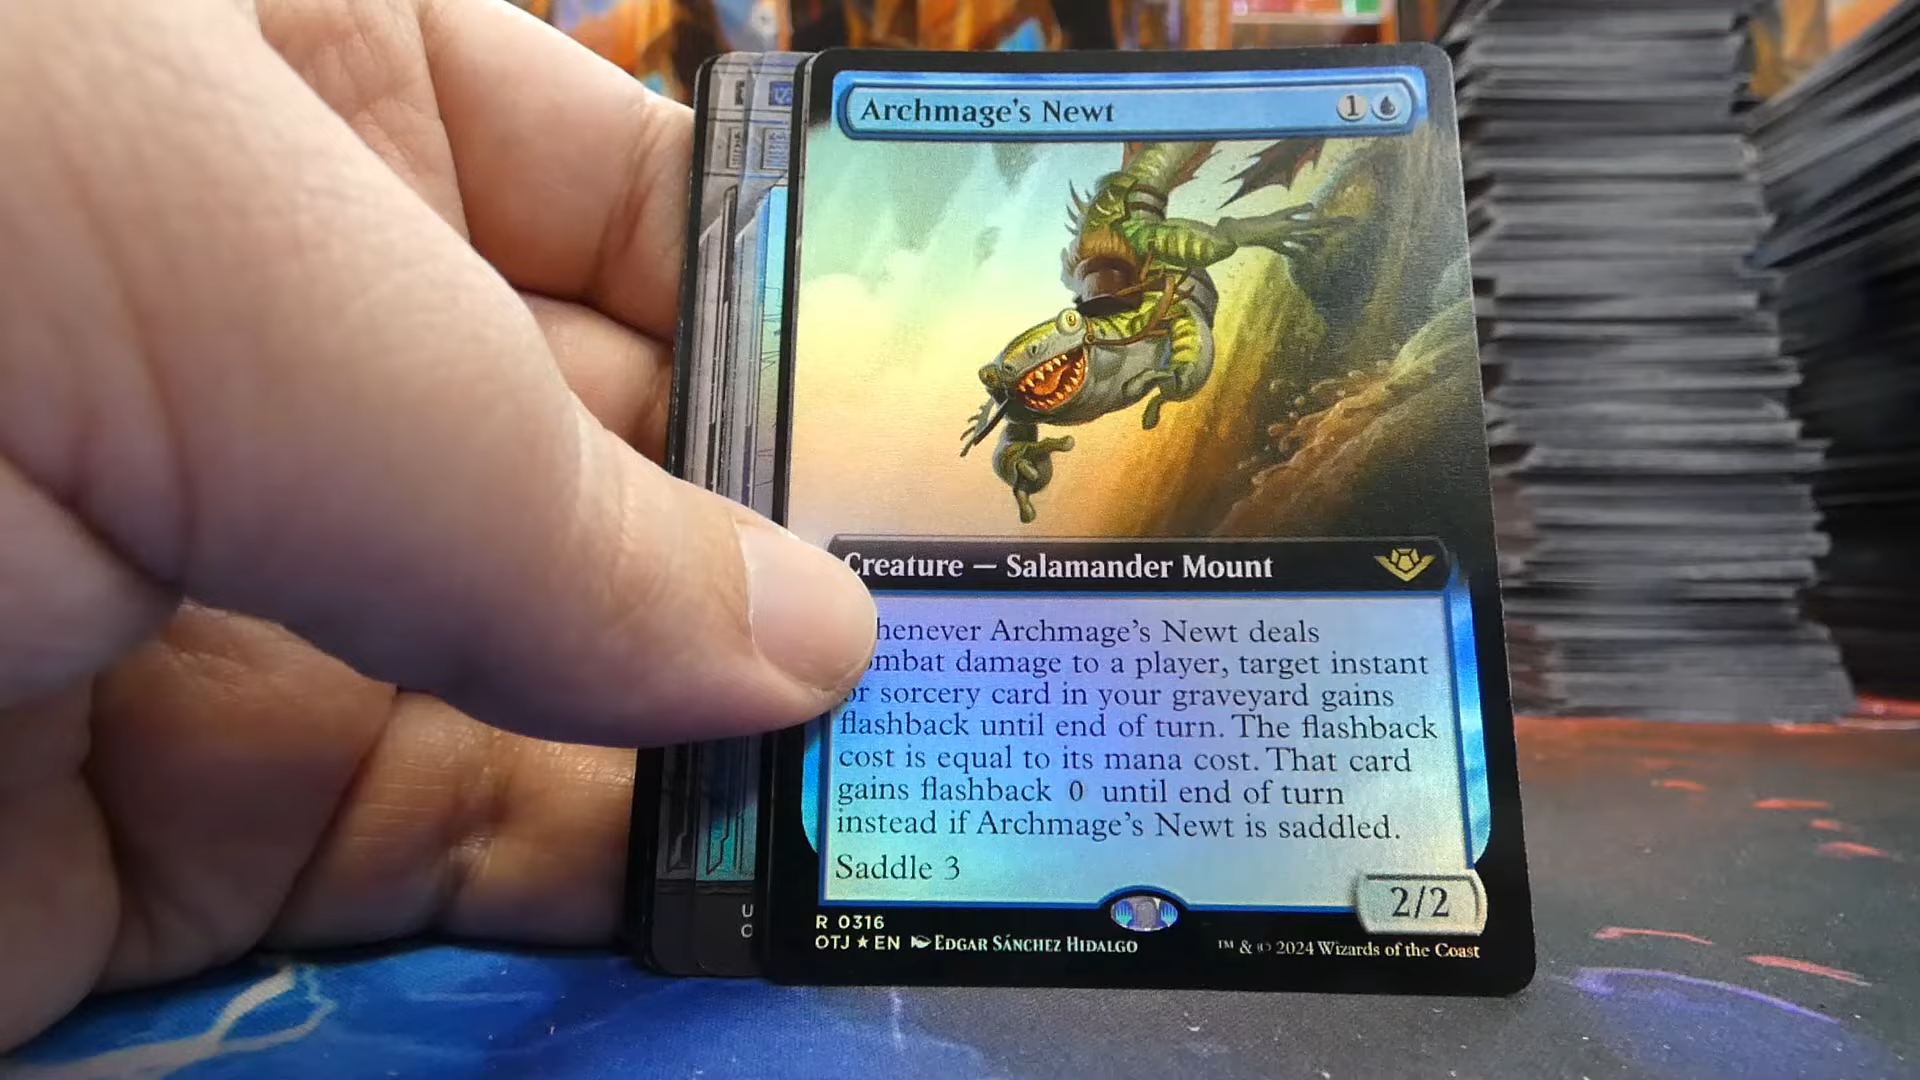 Archmage's Newt 1
Creature — Salamander Mount
henever Archmage's Newt deals
ombat damage to a player, target instant
or sorcery card in your graveyard gains
flashback until end of turn. The flashback
cost is equal to its mana cost. That card
gains flashback 0 until end of turn
instead if Archmage's Newt is saddled.
Saddle 3
2/2
R 0316
OTJ ★ EN Edgar Sánchez Hidalgo
™ & © 2024 Wizards of the Coast
U
C